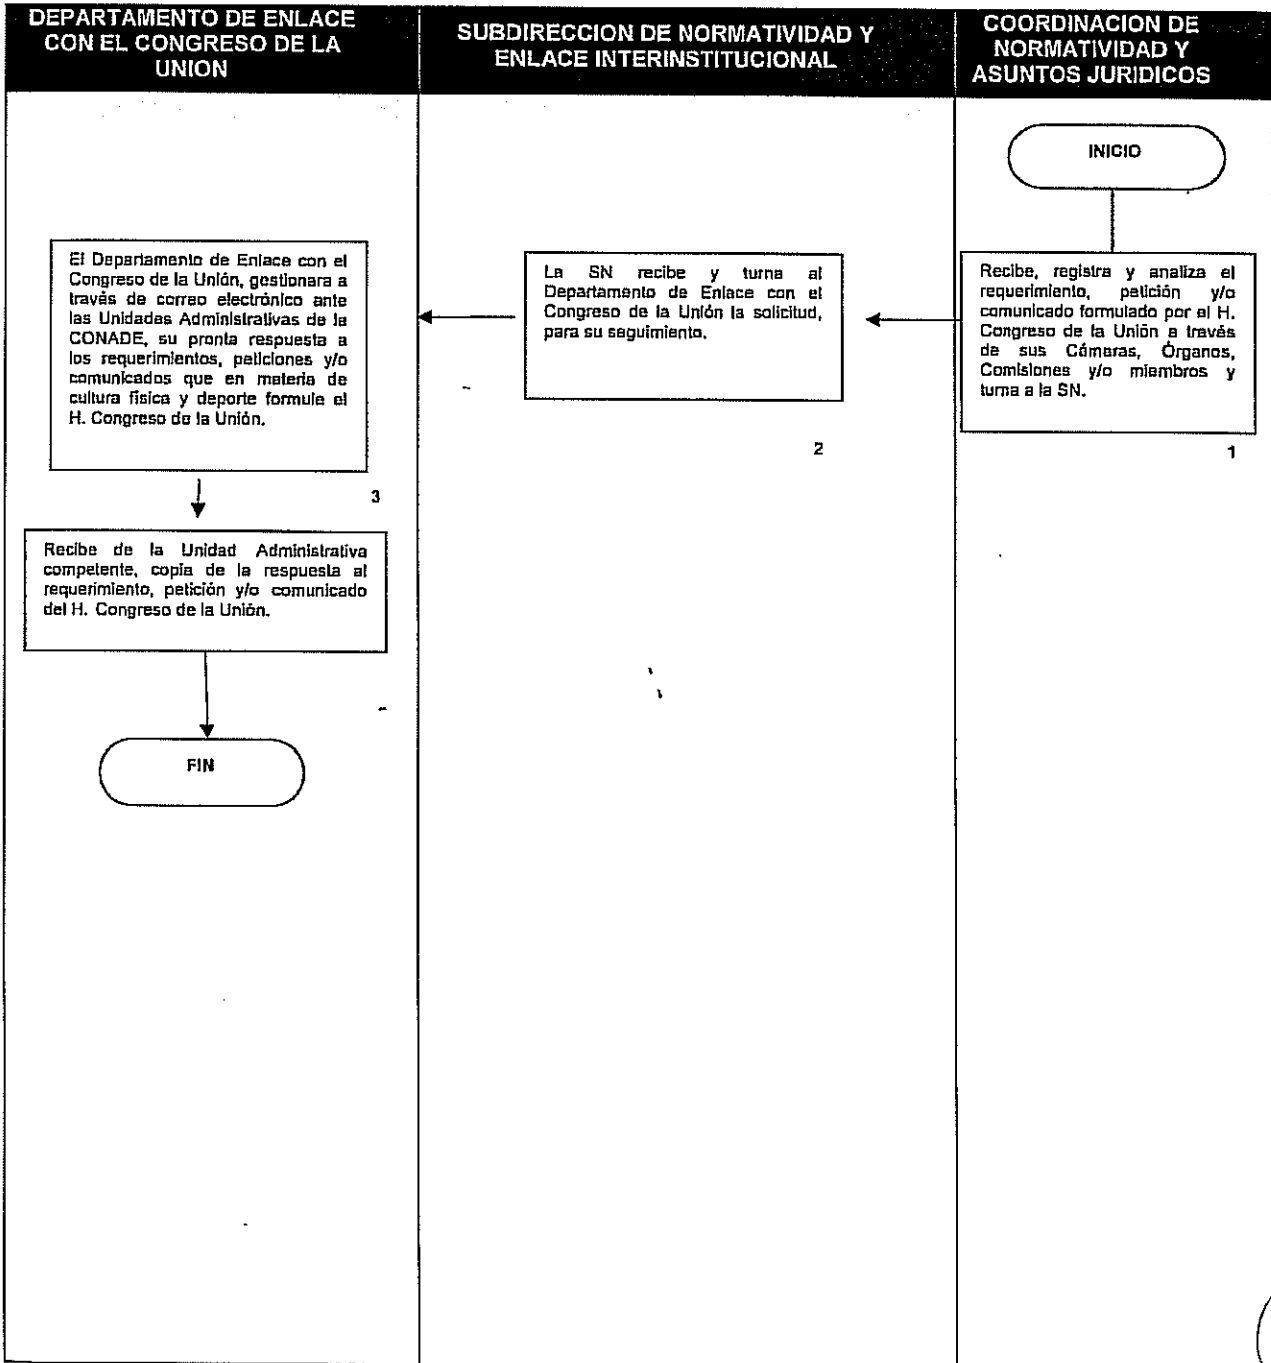 DEPARTAMENTO DE ENLACE
CON EL CONGRESO DE LA
UNION
SUBDIRECCION DE NORMATIVIDAD Y
ENLACE INTERINSTITUCIONAL
COORDINACION DE
NORMATIVIDAD Y
ASUNTOS JURIDICOS
INICIO
El Departamento de Enlace con el
Congreso de la Unión, gestionara a
través de correo electrónico ante
las Unidades Administrativas de la
CONADE, su pronta respuesta a
los requerimientos, peticiones y/o
comunicados que en materia de
cultura física y deporte formule el
H. Congreso de la Unión.
3
La SN recibe y turna al
Departamento de Enlace con el
Congreso de la Unión la solicitud,
para su seguimiento.
2
Recibe, registra y analiza el
requerimiento, petición y/o
comunicado formulado por el H.
Congreso de la Unión a través
de sus Cámaras, Órganos,
Comisiones y/o miembros y
turna a la SN.
1
Recibe de la Unidad Administrativa
competente, copia de la respuesta al
requerimiento, petición y/o comunicado
del H. Congreso de la Unión.
FIN